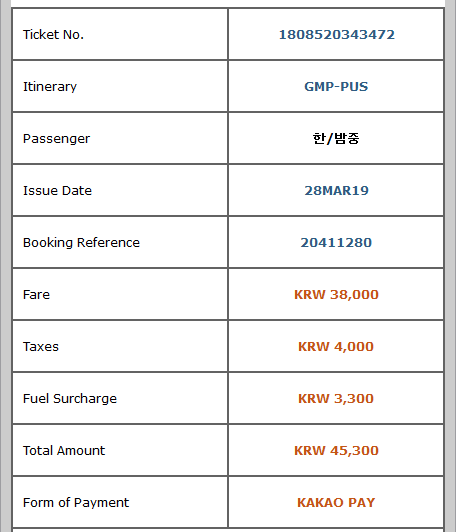 Ticket No. 1808520343472
Itinerary GMP-PUS
Passenger 한/밤중
Issue Date 28MAR19
Booking Reference 20411280
Fare KRW 38,000
Taxes KRW 4,000
Fuel Surcharge KRW 3,300
Total Amount KRW 45,300
Form of Payment KAKAO PAY